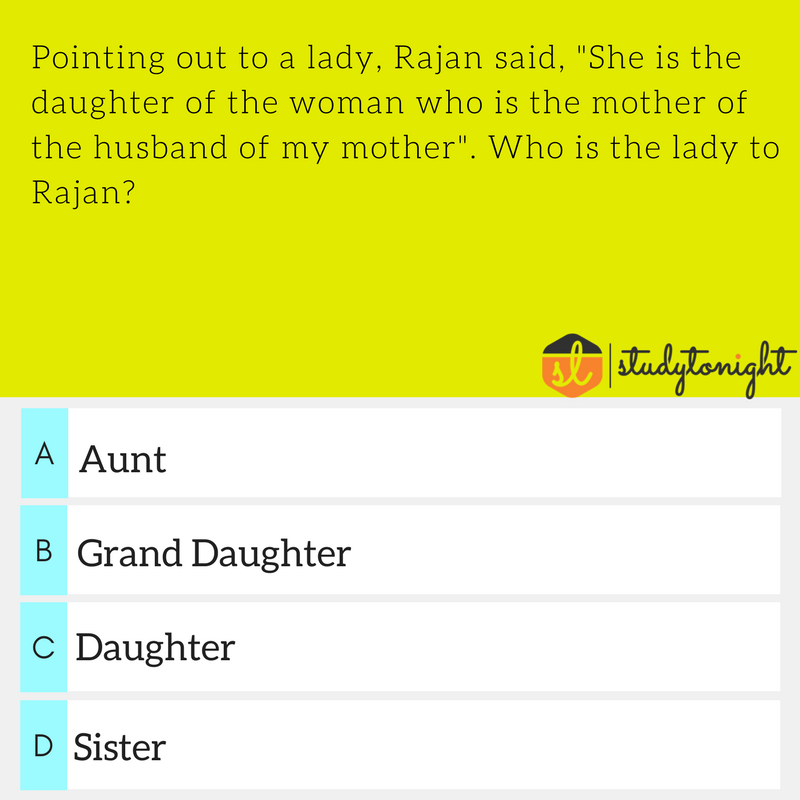 Pointing out to a lady, Rajan said, "She is the
daughter of the woman who is the mother of
the husband of my mother". Who is the lady to
Rajan?
sl studytonight
A Aunt
B Grand Daughter
C Daughter
D Sister